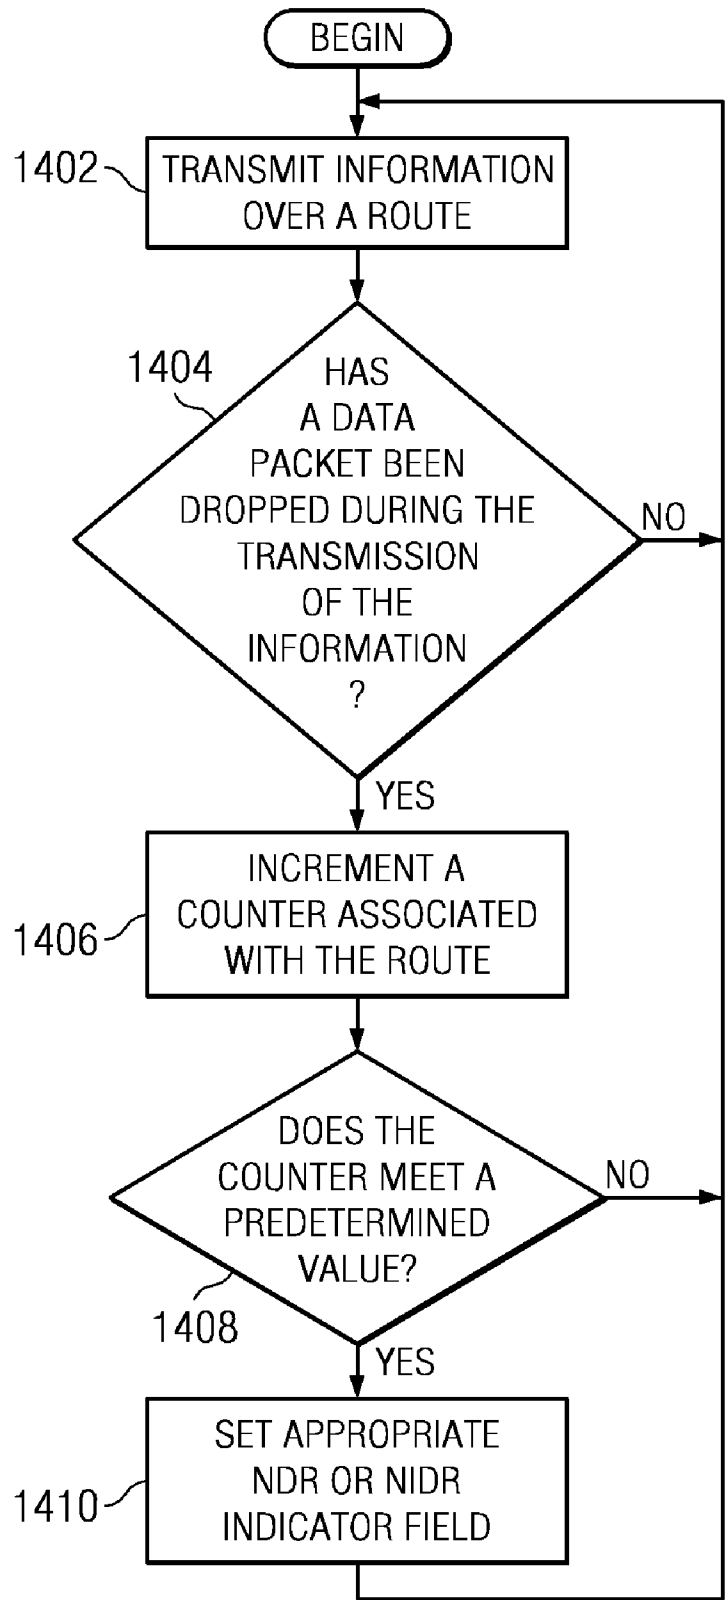 BEGIN
1402
TRANSMIT INFORMATION
OVER A ROUTE
1404
HAS
A DATA
PACKET BEEN
DROPPED DURING THE
TRANSMISSION
OF THE
INFORMATION
?
NO
YES
1406
INCREMENT A
COUNTER ASSOCIATED
WITH THE ROUTE
DOES THE
COUNTER MEET A
PREDETERMINED
VALUE?
NO
1408
YES
1410
SET APPROPRIATE
NDR OR NIDR
INDICATOR FIELD